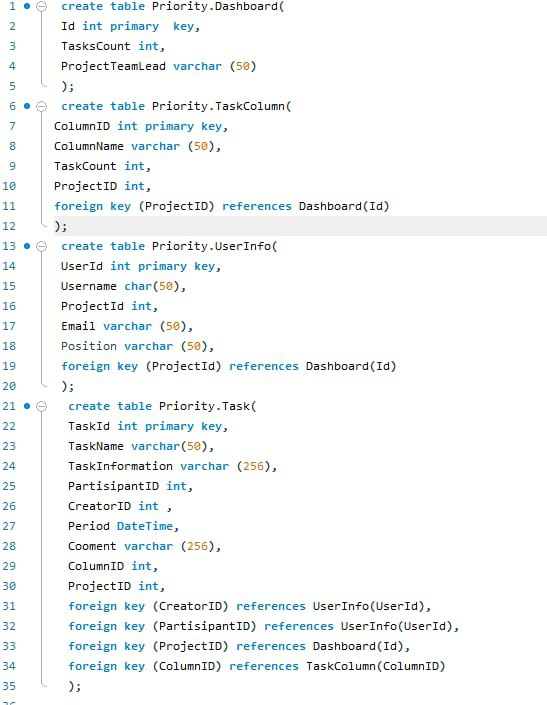 1 create table Priority.Dashboard(
2 Id int primary key,
3 TasksCount int,
4 ProjectTeamLead varchar (50)
5 );
6 create table Priority.TaskColumn(
7 ColumnID int primary key,
8 ColumnName varchar (50),
9 TaskCount int,
10 ProjectID int,
11 foreign key (ProjectID) references Dashboard(Id)
12 );
13 create table Priority.UserInfo(
14 UserId int primary key,
15 Username char(50),
16 ProjectId int,
17 Email varchar (50),
18 Position varchar (50),
19 foreign key (ProjectId) references Dashboard(Id)
20 );
21 create table Priority.Task(
22 TaskId int primary key,
23 TaskName varchar(50),
24 TaskInformation varchar (256),
25 PartisipantID int,
26 CreatorID int ,
27 Period DateTime,
28 Cooment varchar (256),
29 ColumnID int,
30 ProjectID int,
31 foreign key (CreatorID) references UserInfo(UserId),
32 foreign key (PartisipantID) references UserInfo(UserId),
33 foreign key (ProjectID) references Dashboard(Id),
34 foreign key (ColumnID) references TaskColumn(ColumnID)
35 );